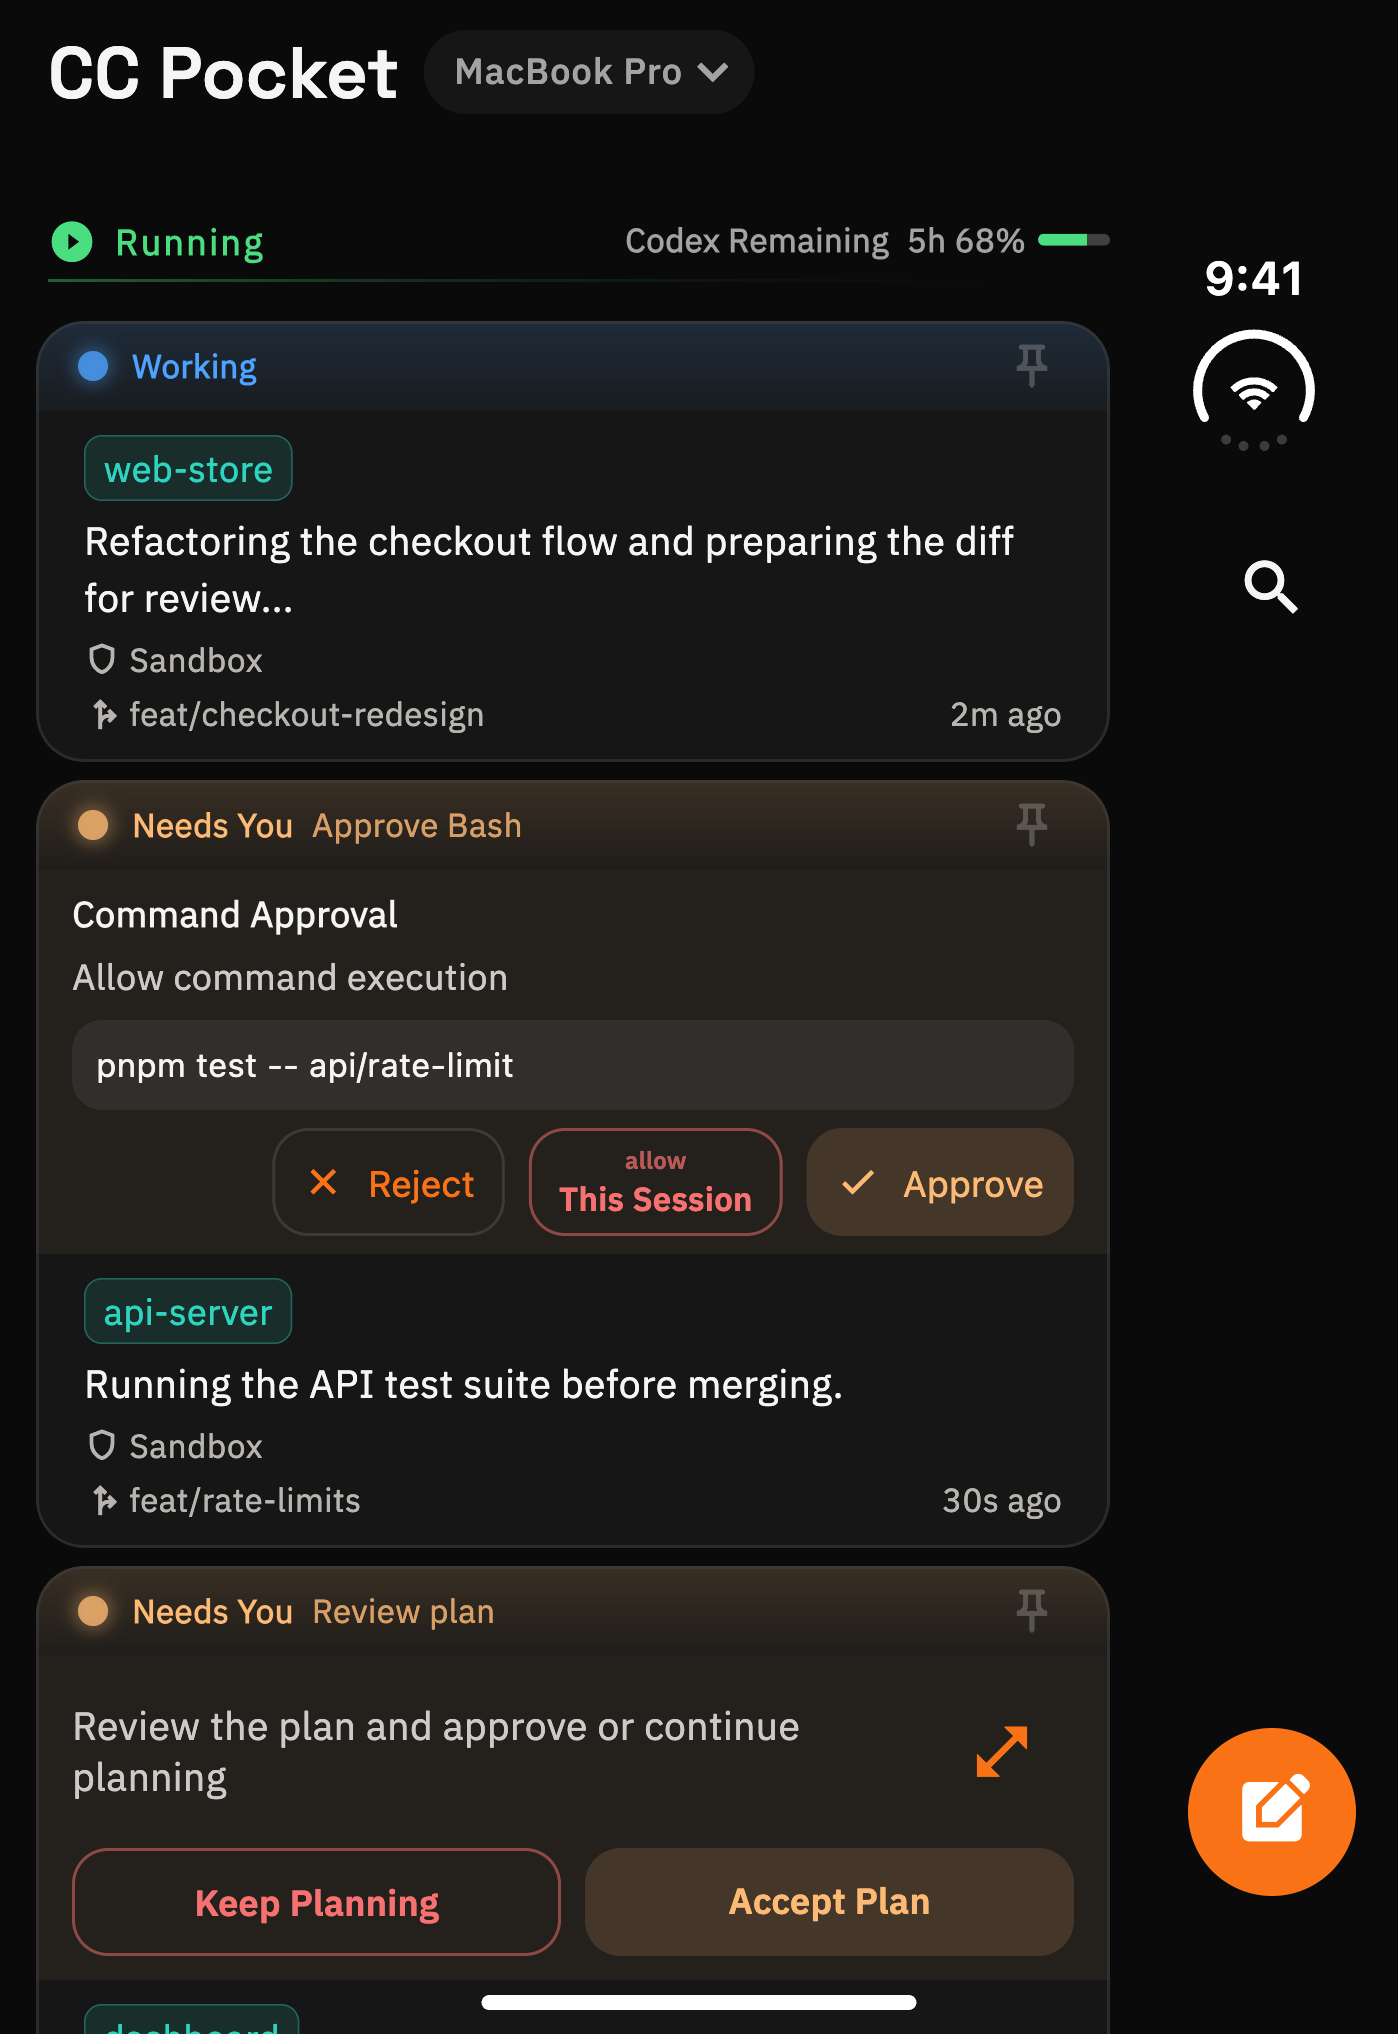 CC Pocket
MacBook Pro
Running
Codex Remaining 5h 68%
9:41
Working
web-store
Refactoring the checkout flow and preparing the diff
for review...
Sandbox
feat/checkout-redesign
2m ago
Needs You Approve Bash
Command Approval
Allow command execution
pnpm test -- api/rate-limit
Reject
allow
This Session
Approve
api-server
Running the API test suite before merging.
Sandbox
feat/rate-limits
30s ago
Needs You Review plan
Review the plan and approve or continue
planning
Keep Planning
Accept Plan
dashboard